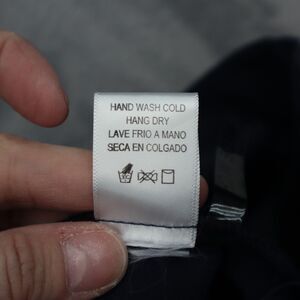 HAND WASH COLD
HANG DRY
LAVE FRIO A MANO
SECA EN COLGADO